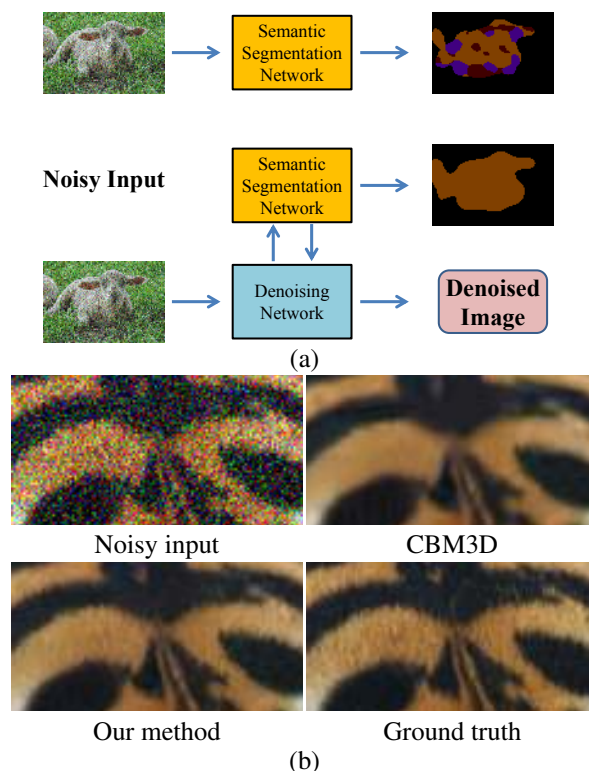 Semantic
Segmentation
Network
Noisy Input
Semantic
Segmentation
Network
Denoising
Network
Denoised
Image
(a)
Noisy input
CBM3D
Our method
Ground truth
(b)